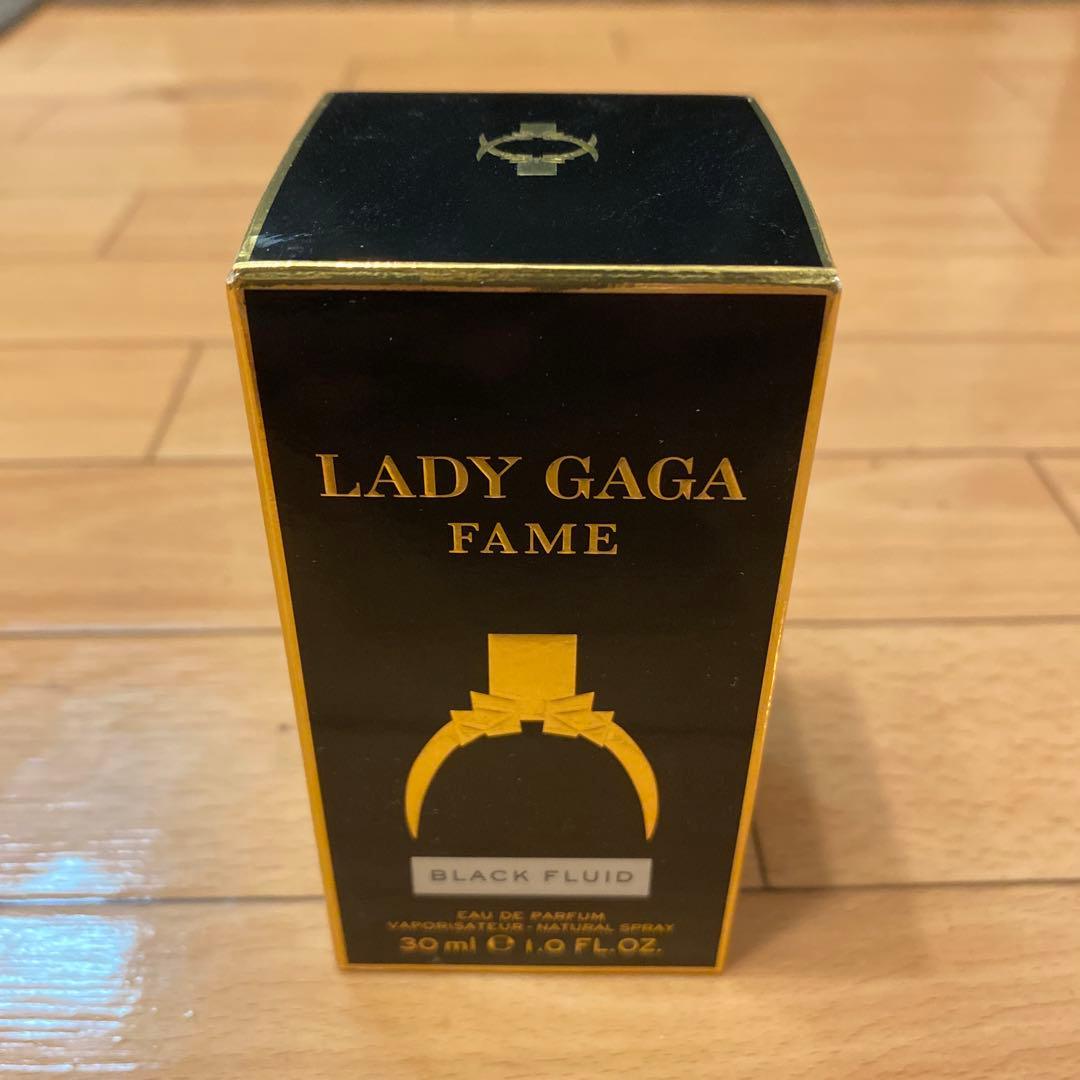 LADY GAGA
FAME
BLACK FLUID
EAU DE PARFUM
VAPORISATEUR - NATURAL SPRAY
30 ml ℮ 1.0 FL.OZ.